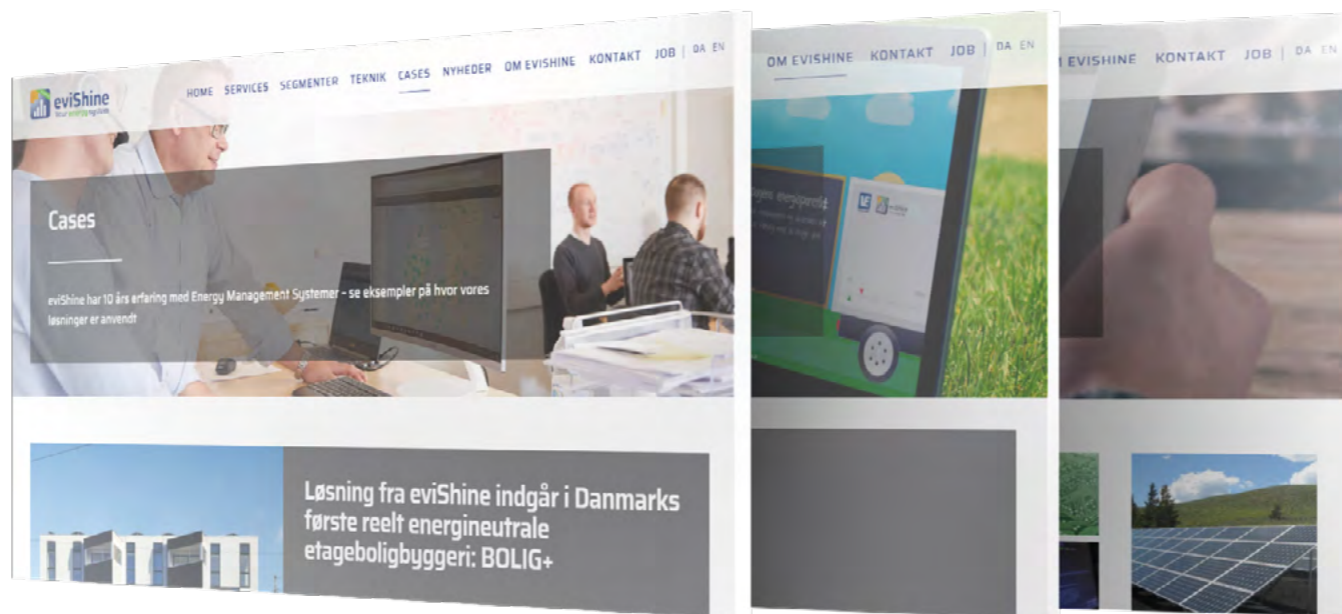 eviShine
HOME SERVICES SEGMENTER TEKNIK CASES NYHEDER OM EVISHINE KONTAKT JOB | DA EN
Cases
eviShine har 10 års erfaring med Energy Management Systemer - se eksempler på hvor vores
løsninger er anvendt
Løsning fra eviShine indgår i Danmarks
første reelt energineutrale
etageboligbyggeri: BOLIG+
OM EVISHINE KONTAKT JOB | DA EN
eviShine
EVISHINE KONTAKT JOB | DA EN